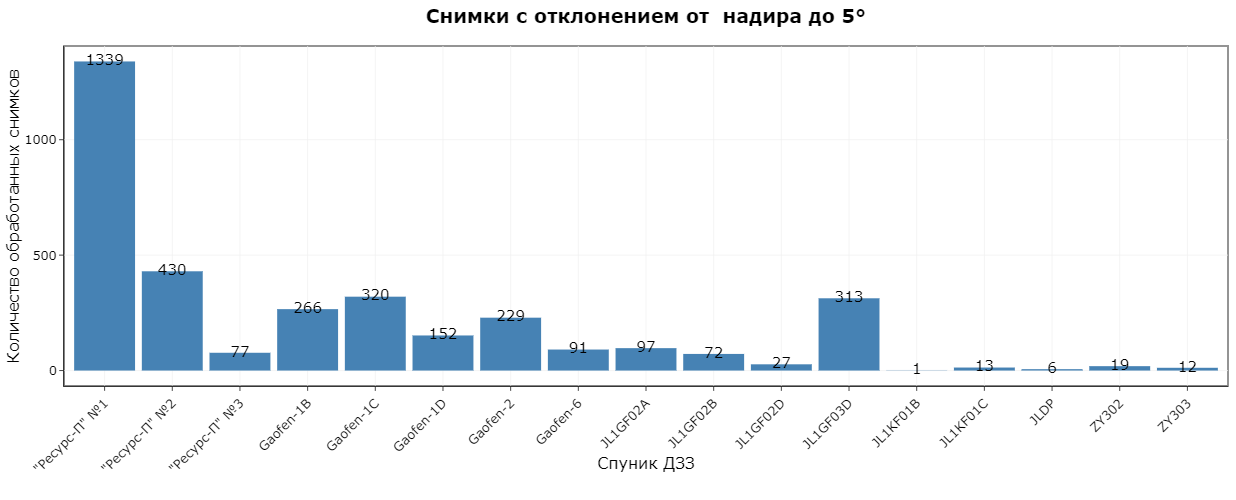 Снимки с отклонением от  надира до 5°
Количество обработанных снимков
1000
500
0
1339
430
77
266
320
152
229
91
97
72
27
313
1
13
6
19
12
"Ресурс-П" №1
"Ресурс-П" №2
"Ресурс-П" №3
Gaofen-1B
Gaofen-1C
Gaofen-1D
Gaofen-2
Gaofen-6
JL1GF02A
JL1GF02B
JL1GF02D
JL1GF03D
JL1KF01B
JL1KF01C
JLDP
ZY302
ZY303
Спуник ДЗЗ